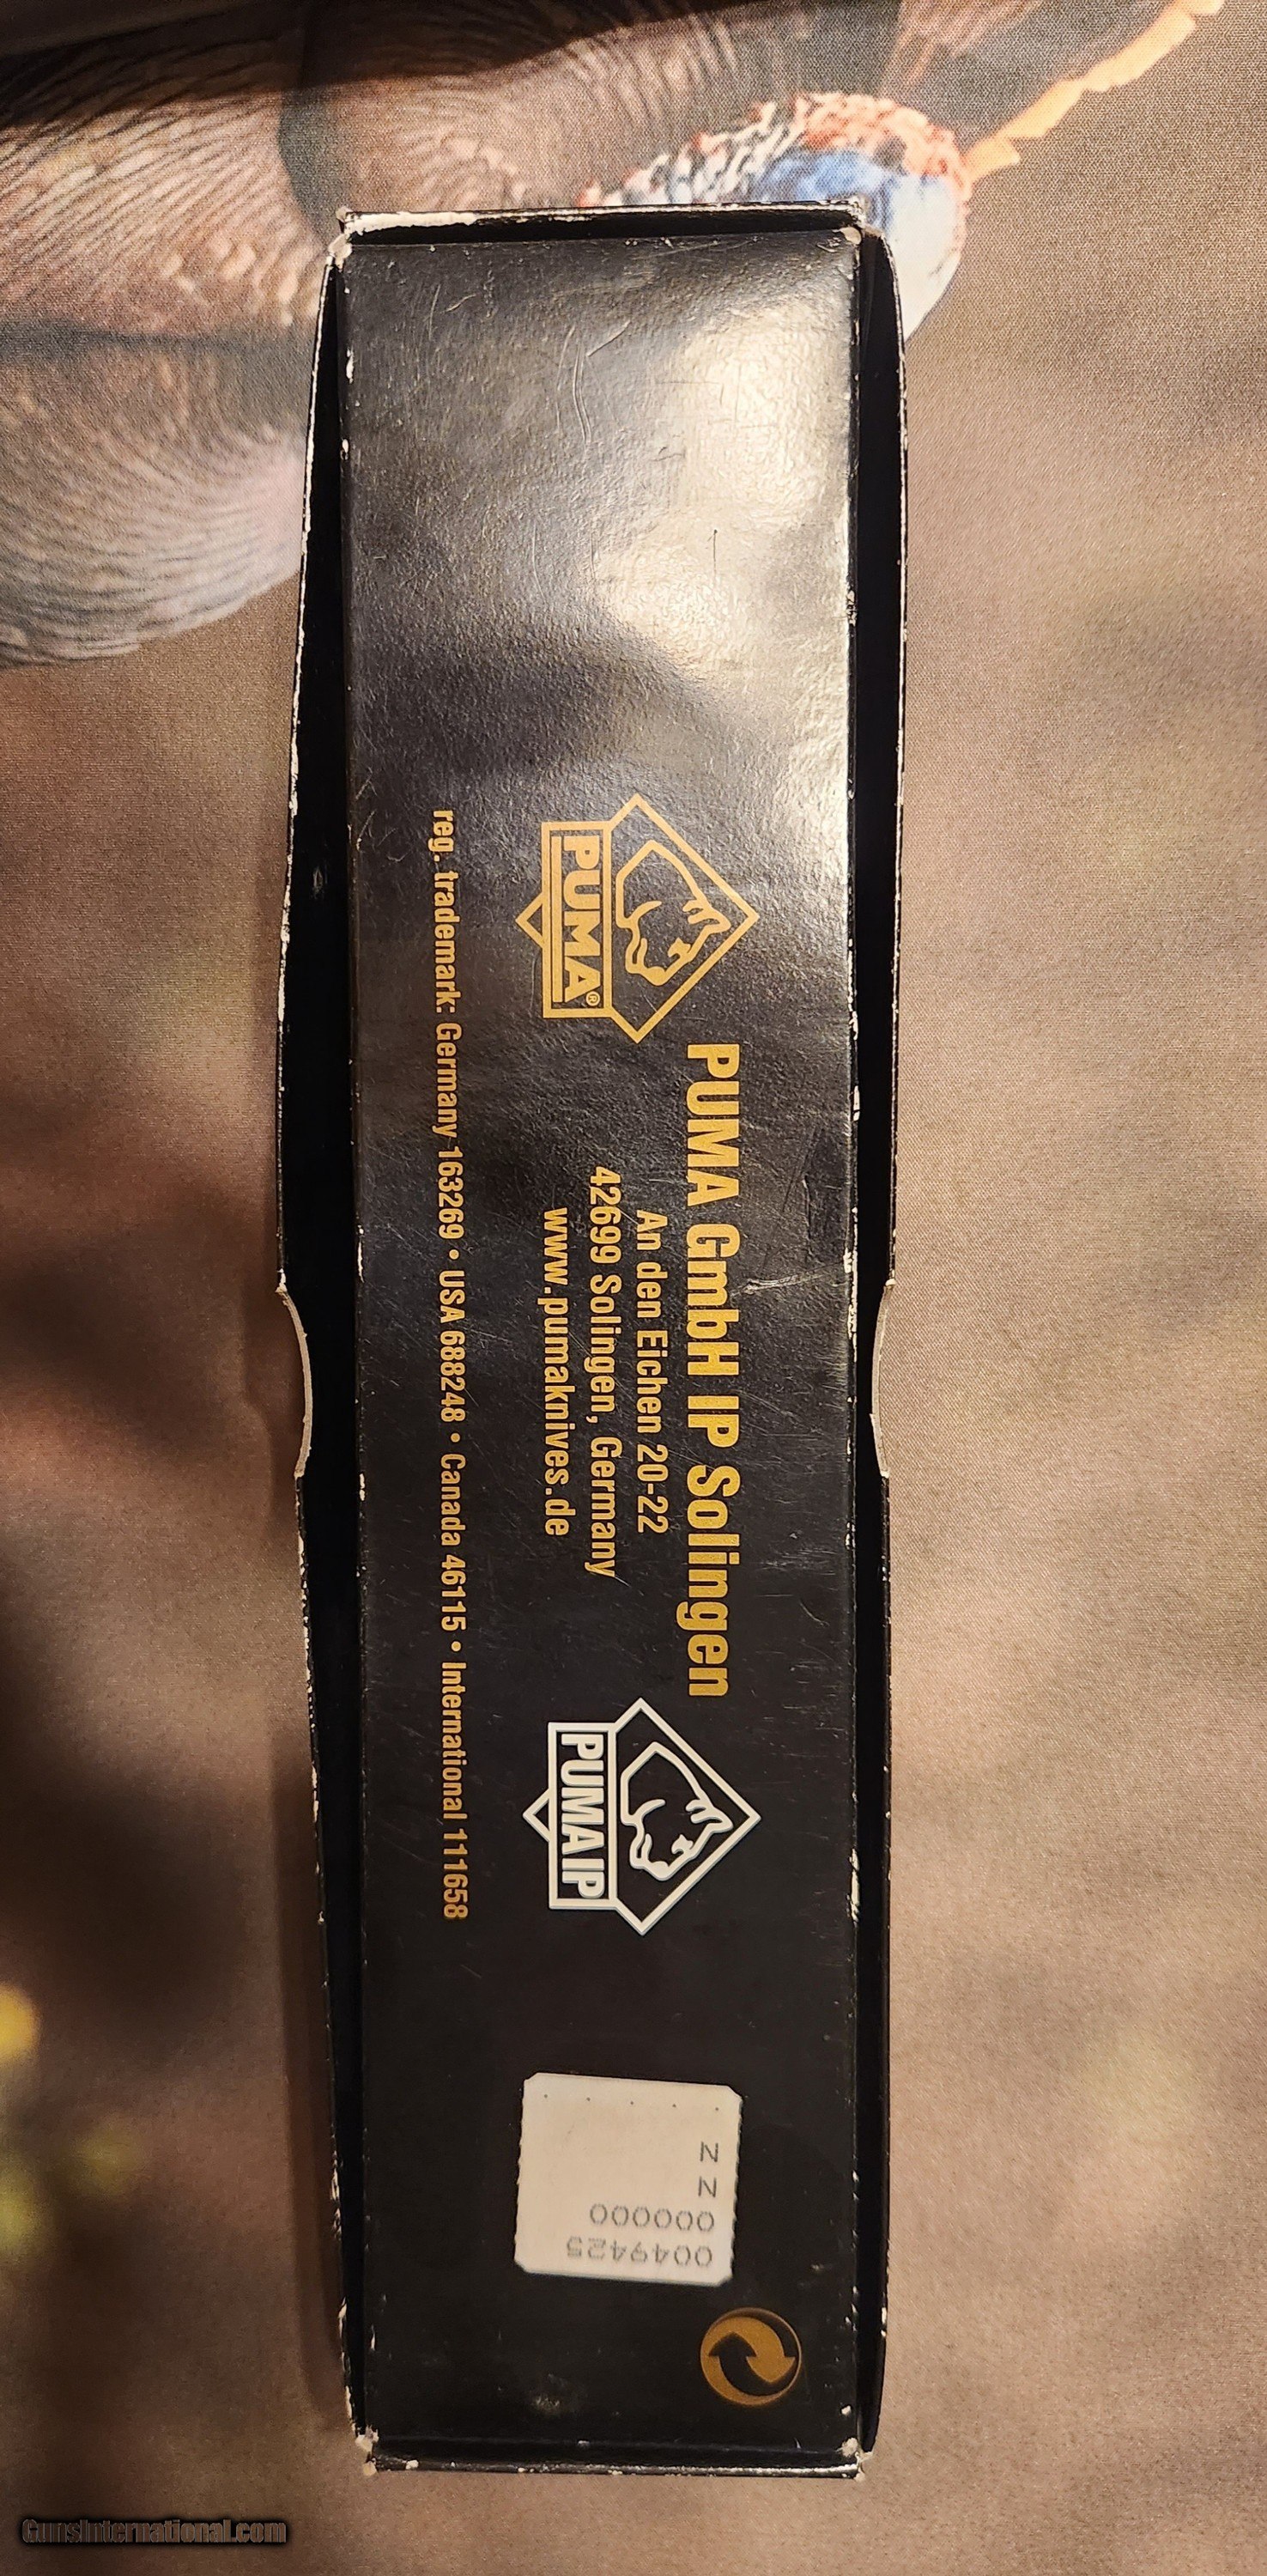 PUMA®
PUMA GmbH IP Solingen
An den Eichen 20-22
42699 Solingen, Germany
www.pumaknives.de
PUMA IP
reg. trademark: Germany 163269 • USA 688248 • Canada 46115 • International 111658
00494425
000000
N
N
GunsInternational.com